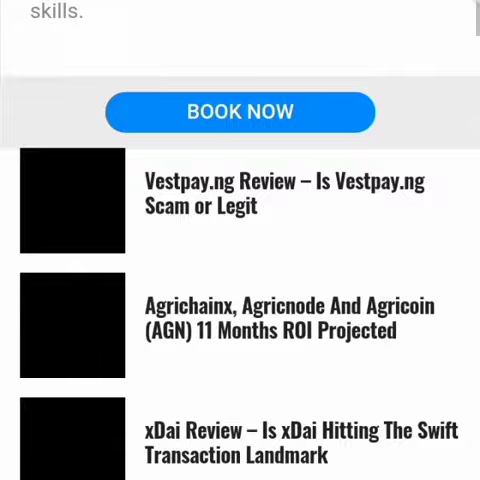 skills.
BOOK NOW
Vestpay.ng Review – Is Vestpay.ng
Scam or Legit
Agrichainx, Agricnode And Agricoin
(AGN) 11 Months ROI Projected
xDai Review – Is xDai Hitting The Swift
Transaction Landmark